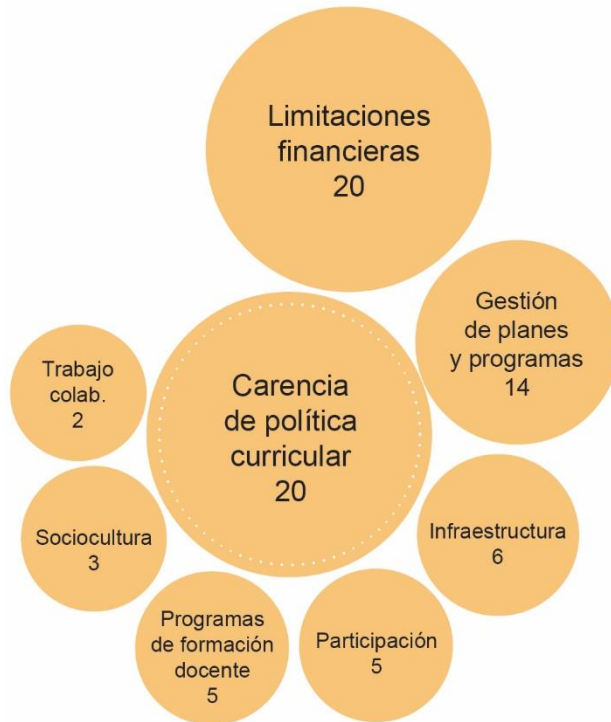 Limitaciones
financieras
20
Gestión
de planes
y programas
14
Trabajo
colab.
2
Carencia
de política
curricular
20
Sociocultura
3
Infraestructura
6
Programas
de formación
docente
5
Participación
5